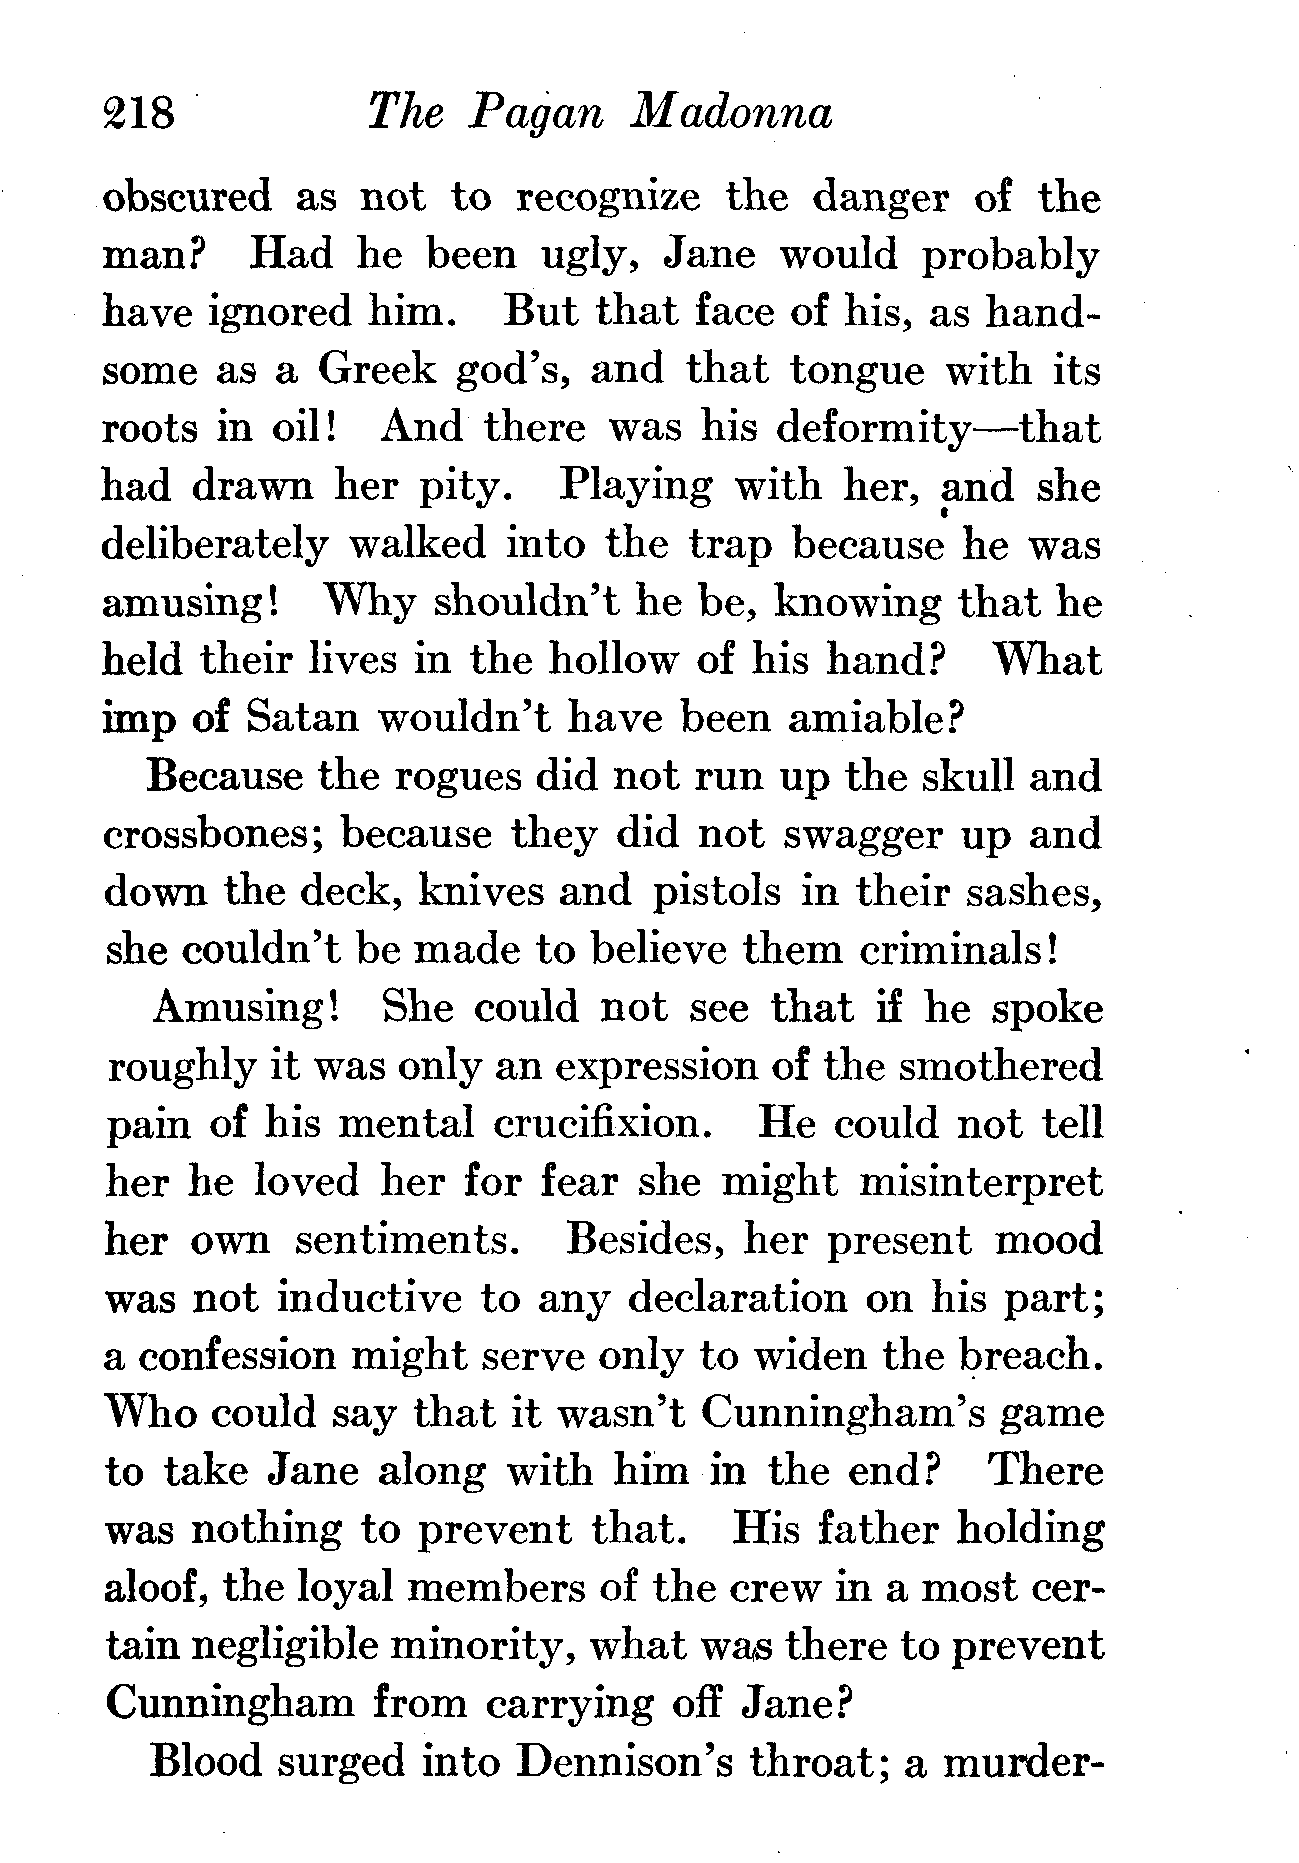 218 The Pagan Madonna
obscured as not to recognize the danger of the
man? Had he been ugly, Jane would probably
have ignored him. But that face of his, as hand-
some as a Greek god's, and that tongue with its
roots in oil! And there was his deformity—that
had drawn her pity. Playing with her, and she
deliberately walked into the trap because he was
amusing! Why shouldn't he be, knowing that he
held their lives in the hollow of his hand? What
imp of Satan wouldn't have been amiable?
Because the rogues did not run up the skull and
crossbones; because they did not swagger up and
down the deck, knives and pistols in their sashes,
she couldn't be made to believe them criminals!
Amusing! She could not see that if he spoke
roughly it was only an expression of the smothered
pain of his mental crucifixion. He could not tell
her he loved her for fear she might misinterpret
her own sentiments. Besides, her present mood
was not inductive to any declaration on his part;
a confession might serve only to widen the breach.
Who could say that it wasn't Cunningham's game
to take Jane along with him in the end? There
was nothing to prevent that. His father holding
aloof, the loyal members of the crew in a most cer-
tain negligible minority, what was there to prevent
Cunningham from carrying off Jane?
Blood surged into Dennison's throat; a murder-